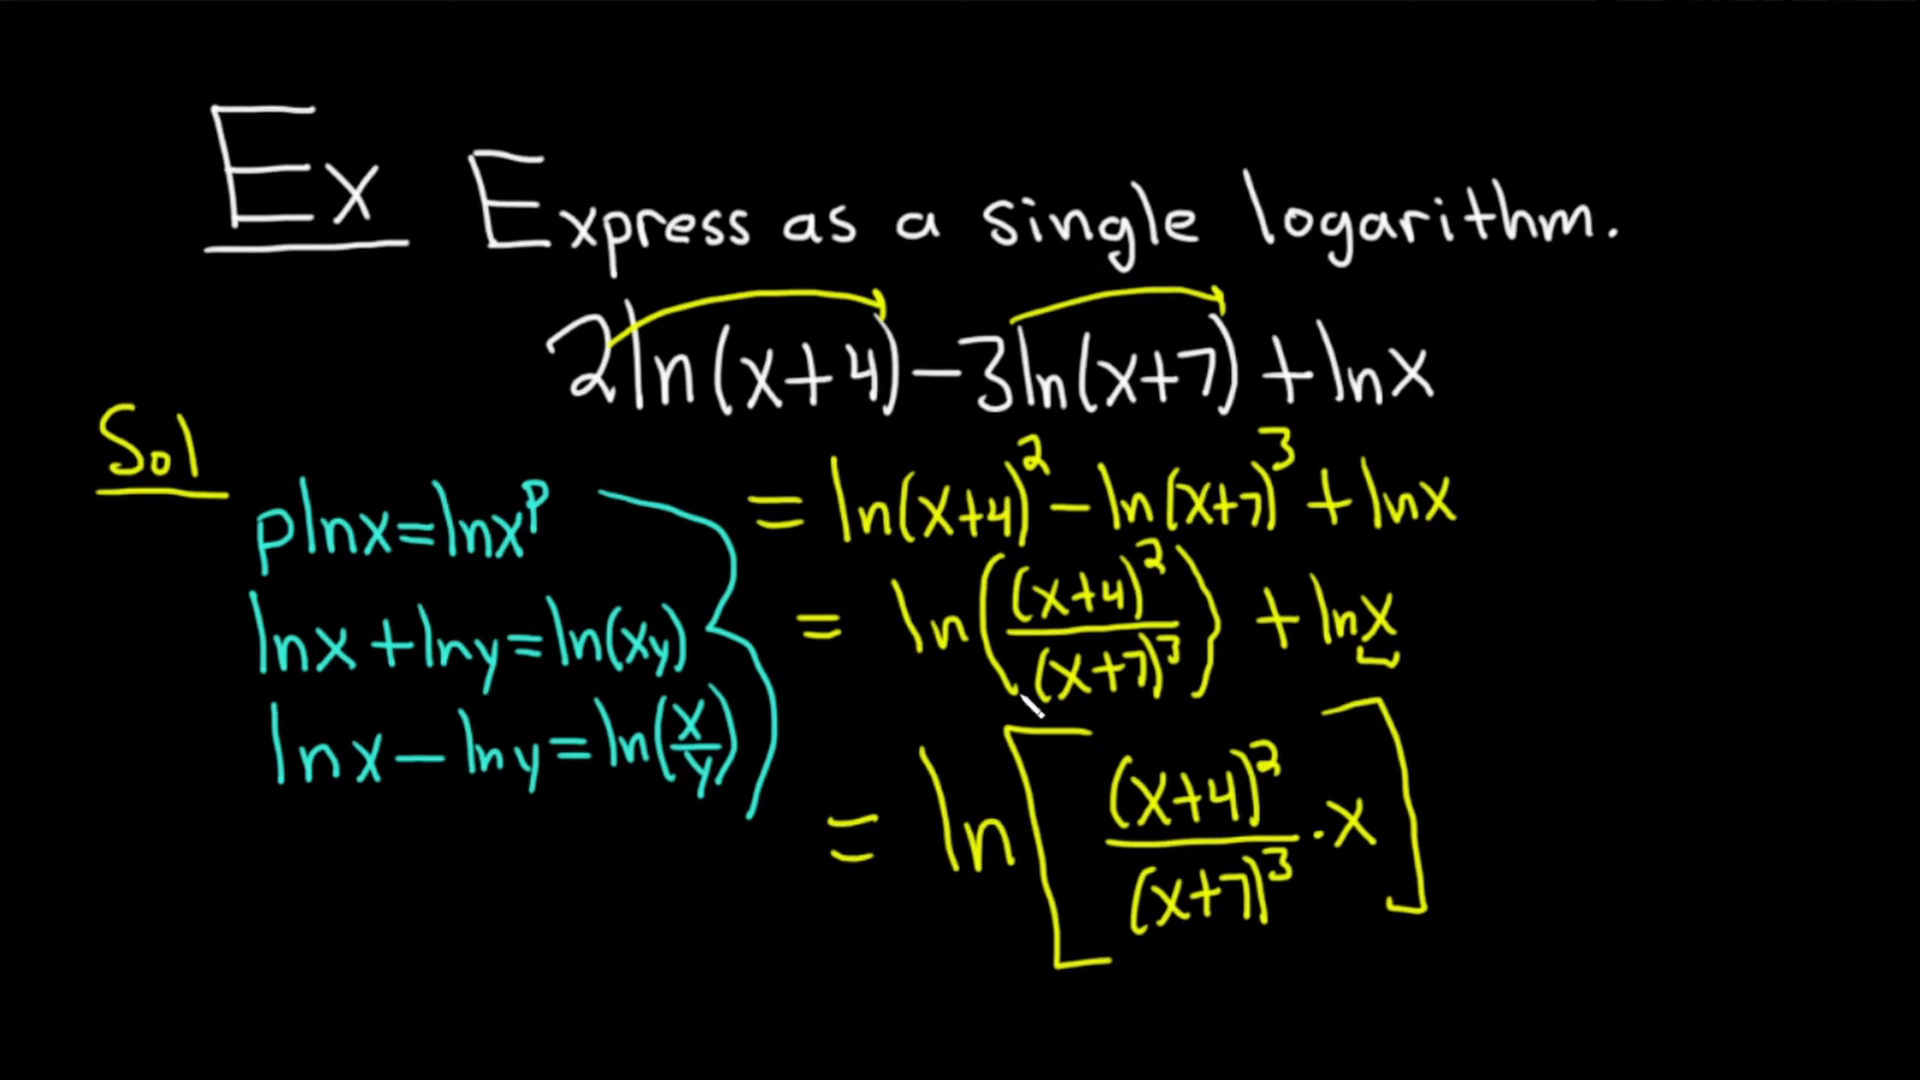 Ex Express as a single logarithm.
2ln(x+4)-3ln(x+7)+lnx
Sol
plnx=lnx^p
lnx+lny=ln(xy)
lnx-lny=ln(x/y)
=ln(x+4)^2-ln(x+7)^3+lnx
=ln((x+4)^2/(x+7)^3)+lnx
=ln[(x+4)^2/(x+7)^3·x]